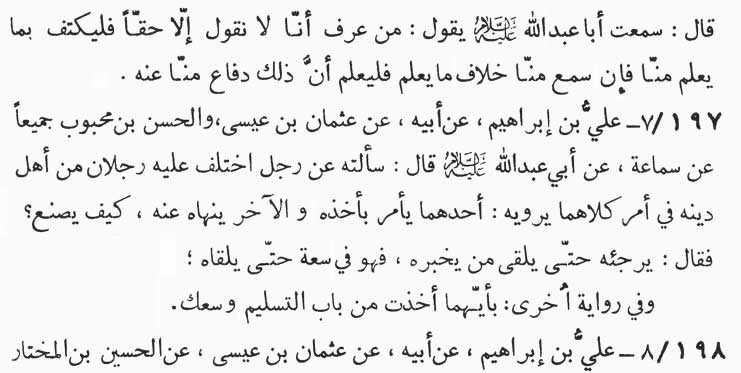 قال : سمعت أبا عبدالله عليه السلام يقول : من عرف أنّا لا نقول إلّا حقّاً فليكتف بما
يعلم منّا فإن سمع منّا خلاف ما يعلم فليعلم أنّ ذلك دفاع منّا عنه .
١٩٧/٧ـ عليُّ بن إبراهيم ، عن أبيه ، عن عثمان بن عيسى، والحسن بن محبوب جميعاً
عن سماعة ، عن أبي عبدالله عليه السلام قال : سألته عن رجل اختلف عليه رجلان من أهل
دينه في أمر كلاهما يرويه : أحدهما يأمر بأخذه و الآخر ينهاه عنه ، كيف يصنع؟
فقال : يرجئه حتّى يلقى من يخبره ، فهو في سعة حتّى يلقاه ؛
وفي رواية اُخرى: بأيّهما أخذت من باب التسليم وسعك.
١٩٨/٨ـ عليُّ بن إبراهيم ، عن أبيه ، عن عثمان بن عيسى ، عن الحسين بن المختار